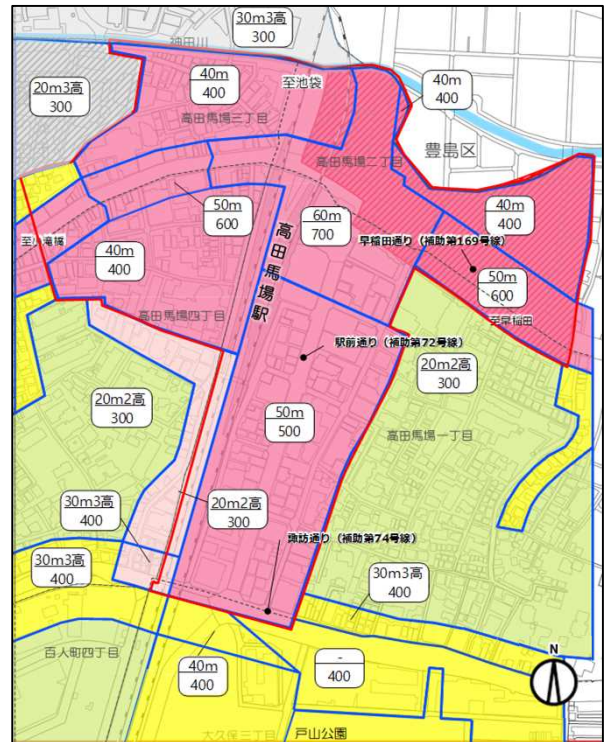 30m3高
300
神田川
20m3高
300
40m
400
至池袋
40m
400
高田馬場三丁目
豊島区
高田馬場二丁目
50m
600
60m
700
40m
400
高田馬場駅
早稲田通り（補助第169号線）
至小滝橋
40m
400
50m
600
高田馬場四丁目
至早稲田
駅前通り（補助第72号線）
20m2高
300
20m2高
300
50m
500
高田馬場一丁目
30m3高
400
20m2高
300
諏訪通り（補助第74号線）
30m3高
400
30m3高
400
百人町四丁目
40m
400
-
400
N
大久保三丁目
戸山公園